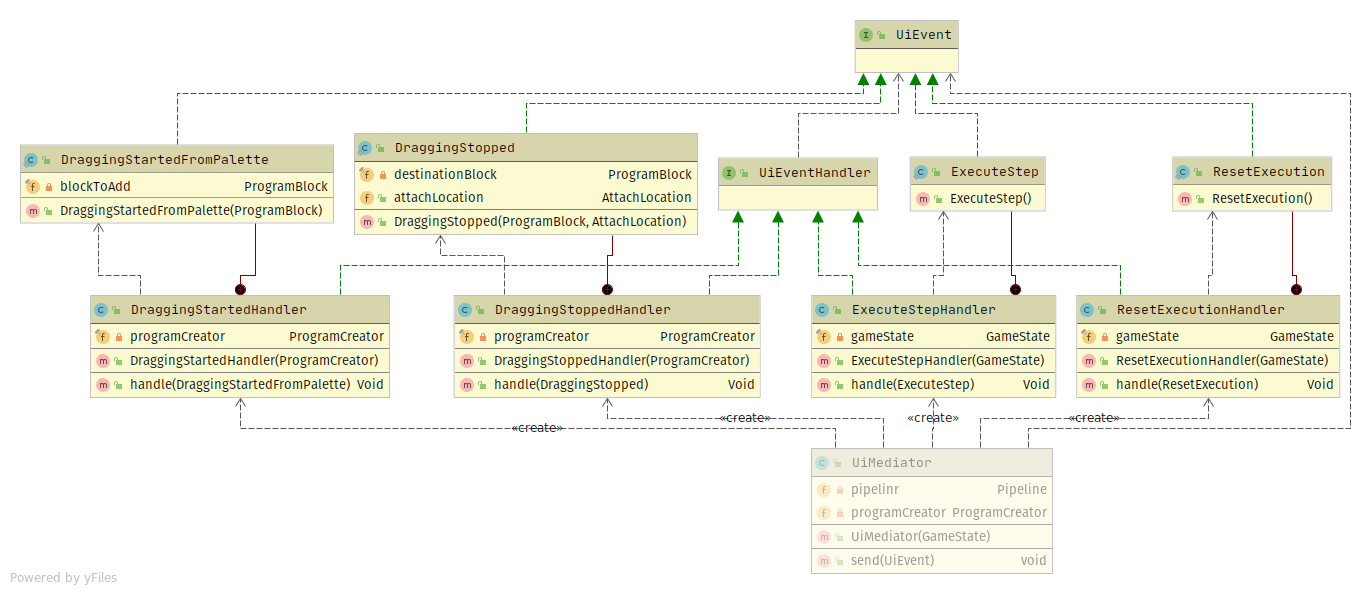 UiEvent
DraggingStartedFromPalette
blockToAdd ProgramBlock
DraggingStartedFromPalette(ProgramBlock)
DraggingStopped
destinationBlock ProgramBlock
attachLocation AttachLocation
DraggingStopped(ProgramBlock, AttachLocation)
UiEventHandler
ExecuteStep
ExecuteStep()
ResetExecution
ResetExecution()
DraggingStartedHandler
programCreator ProgramCreator
DraggingStartedHandler(ProgramCreator)
handle(DraggingStartedFromPalette) Void
DraggingStoppedHandler
programCreator ProgramCreator
DraggingStoppedHandler(ProgramCreator)
handle(DraggingStopped) Void
ExecuteStepHandler
gameState GameState
ExecuteStepHandler(GameState)
handle(ExecuteStep) Void
ResetExecutionHandler
gameState GameState
ResetExecutionHandler(GameState)
handle(ResetExecution) Void
«create»
«create»
«create»
«create»
UiMediator
pipelinr Pipeline
programCreator ProgramCreator
UiMediator(GameState)
send(UiEvent) void
Powered by yFiles